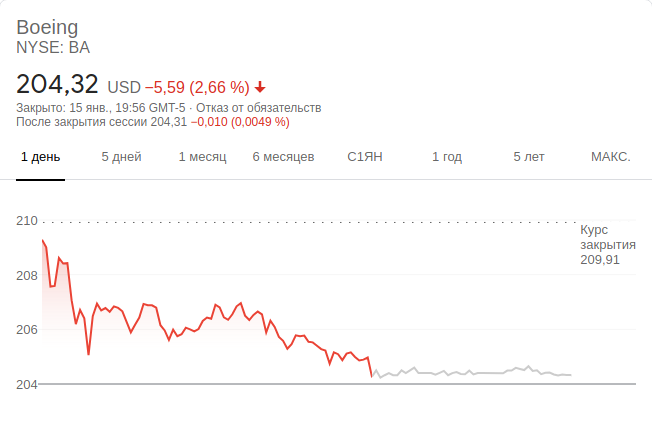 Boeing
NYSE: BA
204,32 USD −5,59 (2,66 %)
Закрыто: 15 янв., 19:56 GMT-5 · Отказ от обязательств
После закрытия сессии 204,31 −0,010 (0,0049 %)
1 день 5 дней 1 месяц 6 месяцев С1ЯН 1 год 5 лет МАКС.
210
Курс
закрытия
209,91
208
206
204